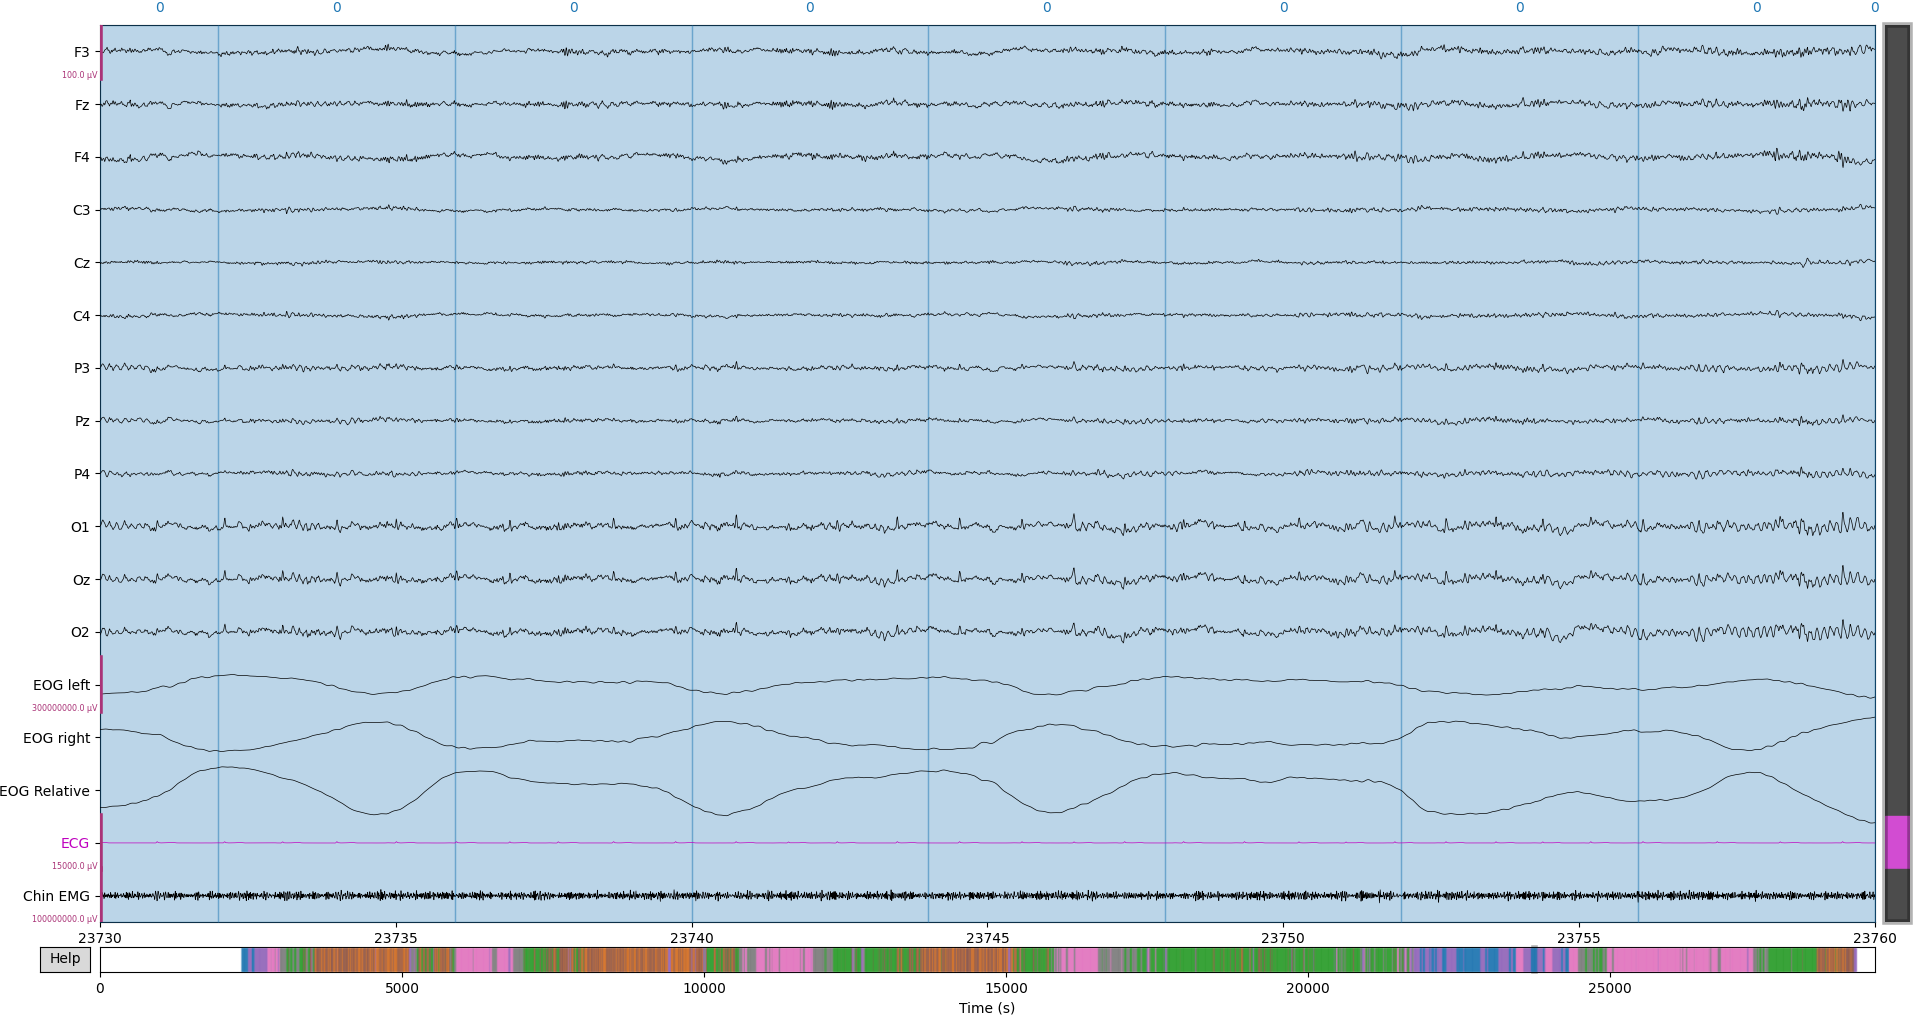 0 0 0 0 0 0 0 0 0
F3
100.0 µV
Fz
F4
C3
Cz
C4
P3
Pz
P4
O1
Oz
O2
EOG left
300000000.0 µV
EOG right
EOG Relative
ECG
15000.0 µV
Chin EMG
100000000.0 µV
23730 23735 23740 23745 23750 23755 23760
Help
0 5000 10000 15000 20000 25000
Time (s)